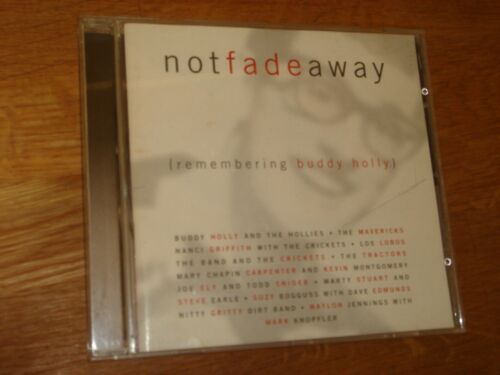 notfadeaway
(remembering buddy holly)
BUDDY HOLLY AND THE HOLLIES • THE MAVERICKS
NANCI GRIFFITH WITH THE CRICKETS • LOS LOBOS
THE BAND AND THE CRICKETS • THE TRACTORS
MARY CHAPIN CARPENTER AND KEVIN MONTGOMERY
JOE ELY AND TODD SNIDER • MARTY STUART AND
STEVE EARLE • SUZY BOGGUSS WITH DAVE EDMUNDS
NITTY GRITTY DIRT BAND • WAYLON JENNINGS WITH
MARK KNOPFLER